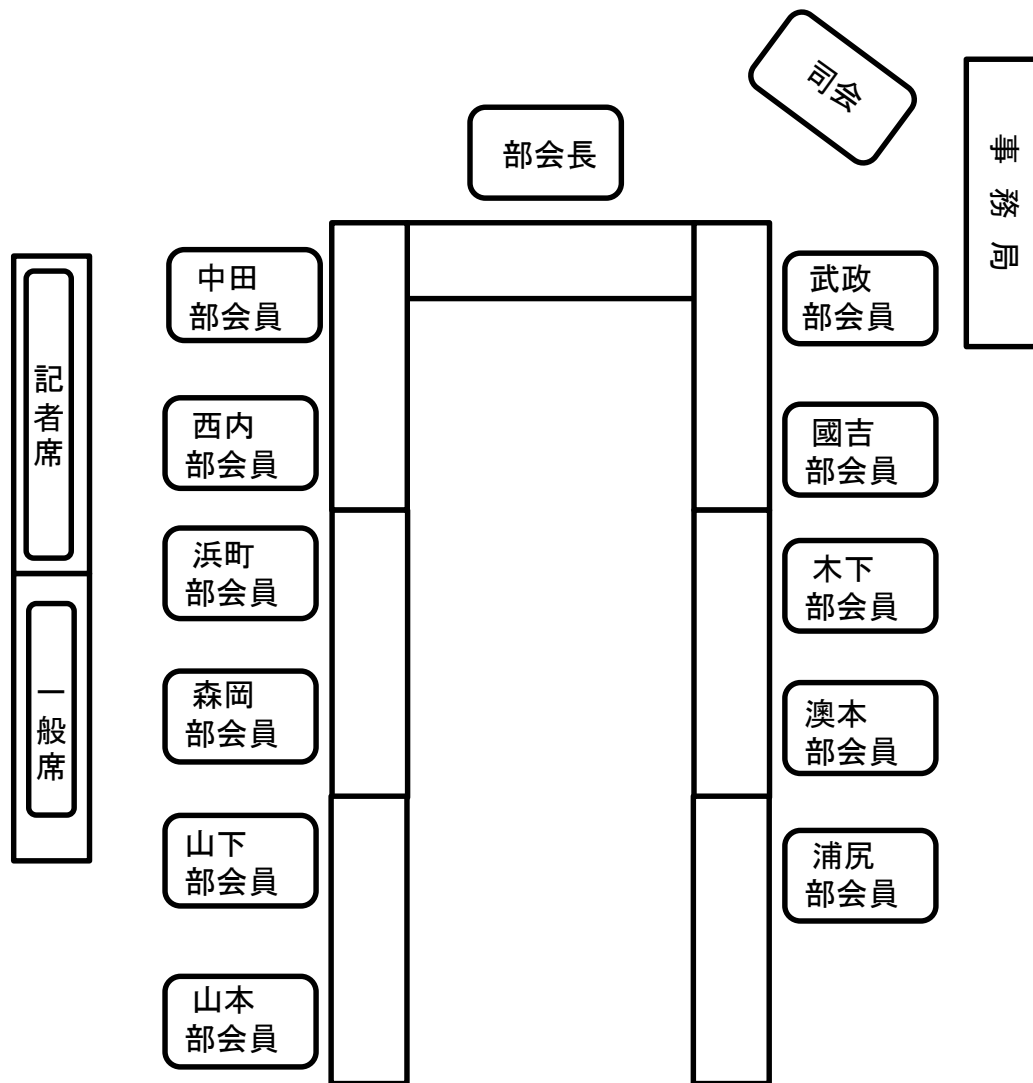 司会
部会長
事務局
中田
部会員
武政
部会員
記者席
西内
部会員
國吉
部会員
浜町
部会員
木下
部会員
一般席
森岡
部会員
澳本
部会員
山下
部会員
浦尻
部会員
山本
部会員